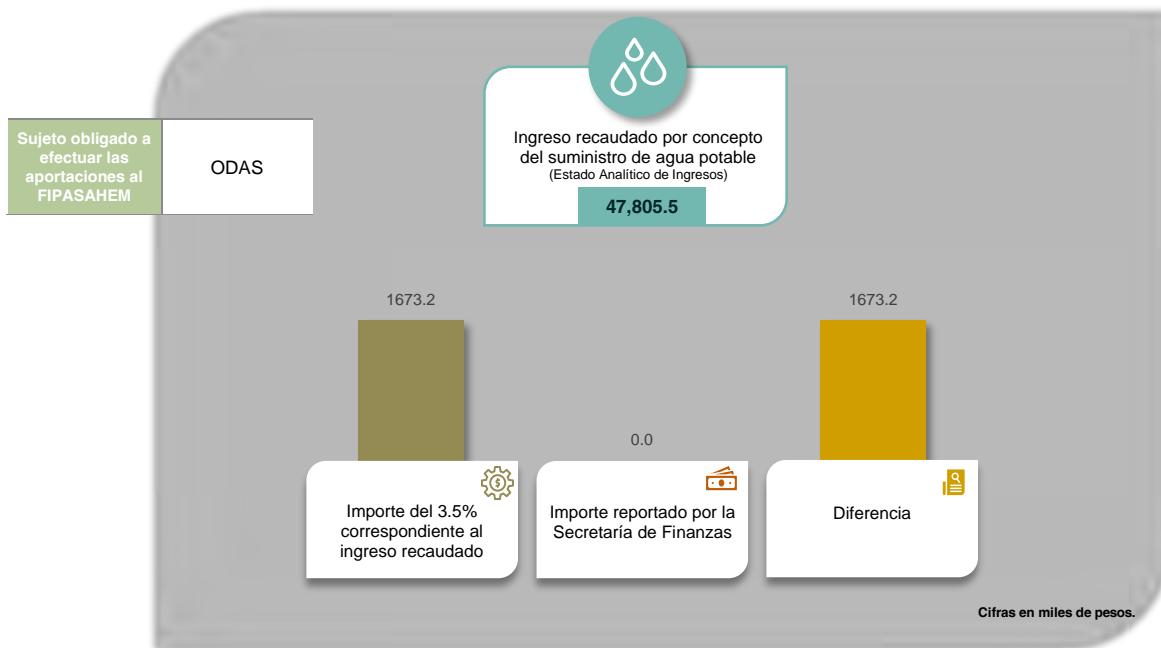 Ingreso recaudado por concepto
del suministro de agua potable
(Estado Analítico de Ingresos)
47,805.5
Sujeto obligado a
efectuar las
aportaciones al
FIPASAHEM
ODAS
1673.2
0.0
1673.2
Importe del 3.5%
correspondiente al
ingreso recaudado
Importe reportado por la
Secretaría de Finanzas
Diferencia
Cifras en miles de pesos.